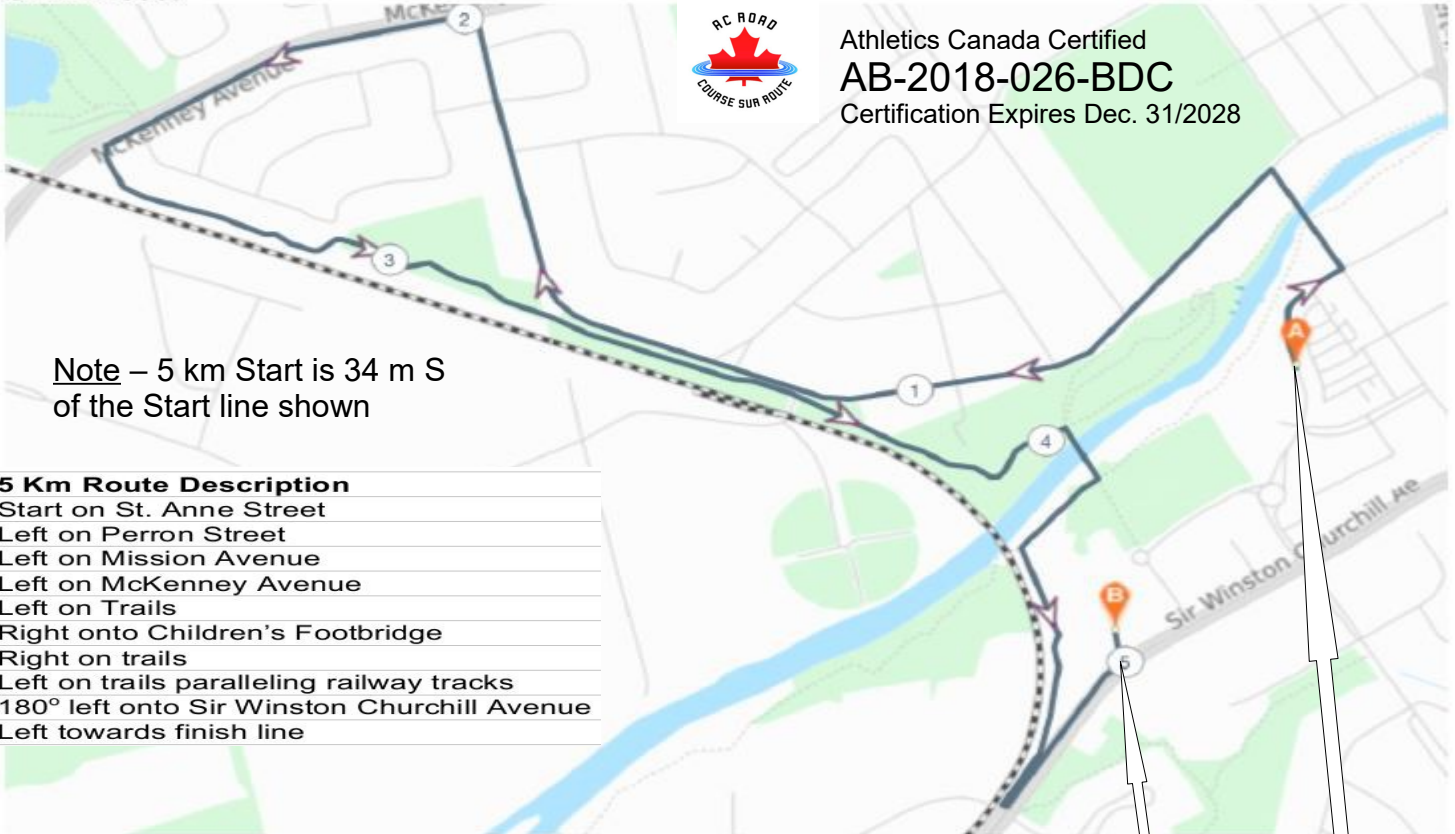 McKe
2
AC ROAD
COURSE SUR ROUTE
Athletics Canada Certified
AB-2018-026-BDC
Certification Expires Dec. 31/2028
McKenney Avenue
3
A
1
Note – 5 km Start is 34 m S
of the Start line shown
4
5 Km Route Description
Start on St. Anne Street
Left on Perron Street
Left on Mission Avenue
Left on McKenney Avenue
Left on Trails
Right onto Children's Footbridge
Right on trails
Left on trails paralleling railway tracks
180° left onto Sir Winston Churchill Avenue
Left towards finish line
Sir Winston Churchill Ave
B
5